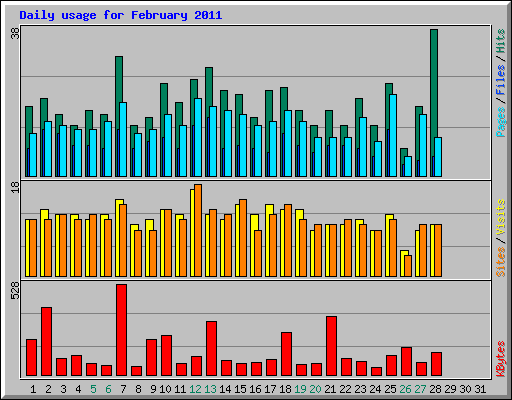 Daily usage for February 2011
38
Pages / Files / Hits
18
Sites / Visits
528
KBytes
1 2 3 4 5 6 7 8 9 10 11 12 13 14 15 16 17 18 19 20 21 22 23 24 25 26 27 28 29 30 31